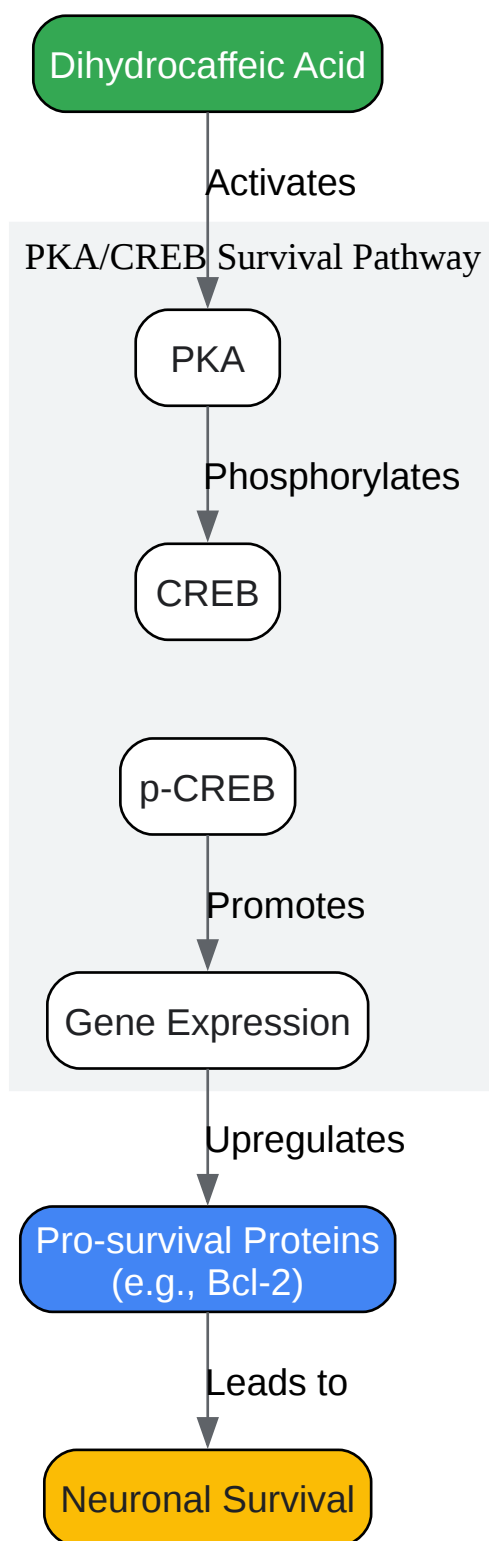 Dihydrocaffeic Acid
Activates
PKA/CREB Survival Pathway
PKA
Phosphorylates
CREB
p-CREB
Promotes
Gene Expression
Upregulates
Pro-survival Proteins
(e.g., Bcl-2)
Leads to
Neuronal Survival